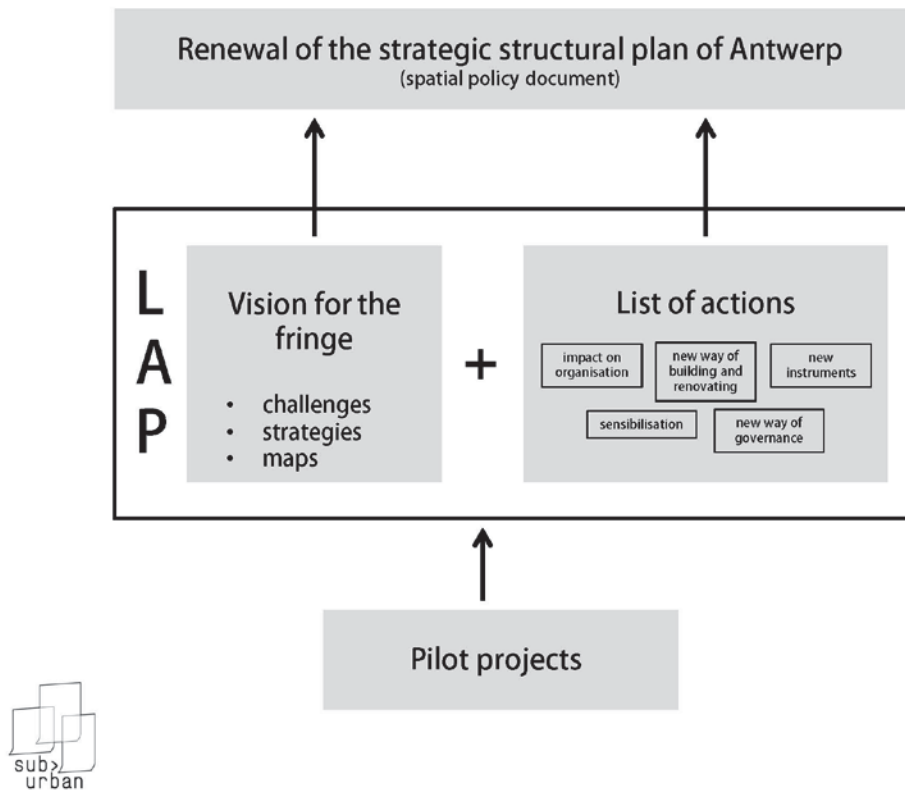 Renewal of the strategic structural plan of Antwerp
(spatial policy document)
L
A
P
Vision for the
fringe
• challenges
• strategies
• maps
+
List of actions
impact on
organisation
new way of
building and
renovating
new
instruments
sensibilisation
new way of
governance
Pilot projects
sub>
urban